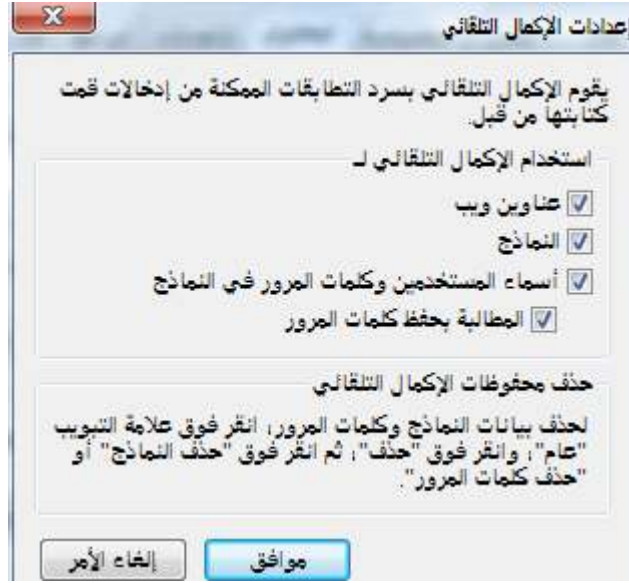 عدادات الإكمال التلقائي
يقوم الإكمال التلقائي بسرد التطابقات الممكنة من إدخالات قمت
كتابتها من قبل.
استخدام الإكمال التلقائي لـ
عناوين ويب
النماذج
أسماء المستخدمين وكلمات المرور في النماذج
المطالبة بحفظ كلمات المرور
حذف محفوظات الإكمال التلقائي
لحذف بيانات النماذج وكلمات المرور، انقر فوق علامة التبويب
"عام"، وانقر فوق "حذف"، ثم انقر فوق "حذف النماذج" أو
"حذف كلمات المرور".
موافق
إلغاء الأمر